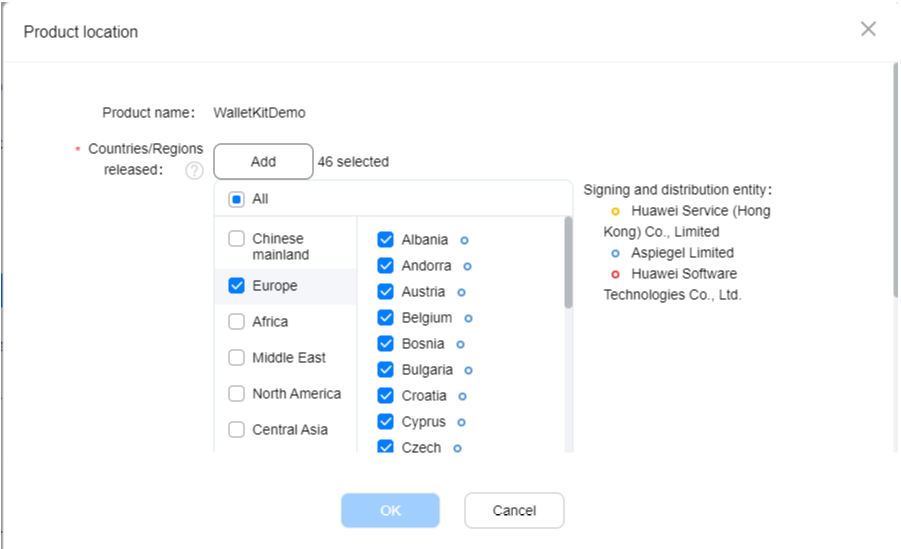 Product location
Product name: WalletKitDemo
* Countries/Regions
released: ?
Add 46 selected
All
Chinese
mainland
Europe
Africa
Middle East
North America
Central Asia
Albania
Andorra
Austria
Belgium
Bosnia
Bulgaria
Croatia
Cyprus
Czech
Signing and distribution entity:
Huawei Service (Hong
Kong) Co., Limited
Aspiegel Limited
Huawei Software
Technologies Co., Ltd.
OK
Cancel